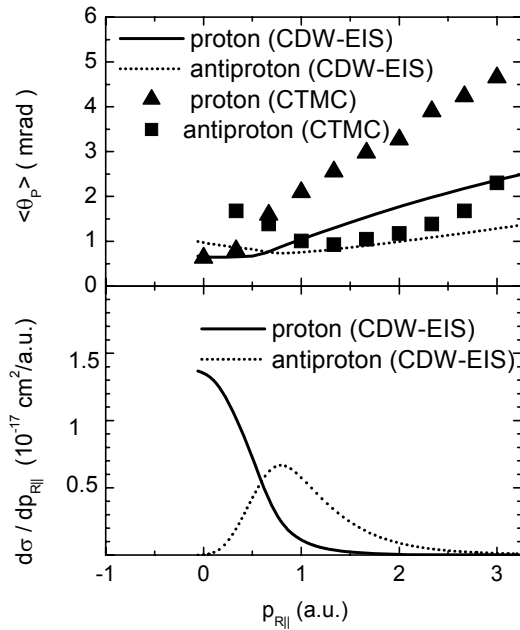 6
proton (CDW-EIS)
antiproton (CDW-EIS)
5
proton (CTMC)
4
antiproton (CTMC)
3
2
1
0
<θP> ( mrad )
proton (CDW-EIS)
antiproton (CDW-EIS)
1.5
1.0
0.5
dσ / dpR|| (10⁻¹⁷ cm²/a.u.)
-1 0 1 2 3
pR|| (a.u.)